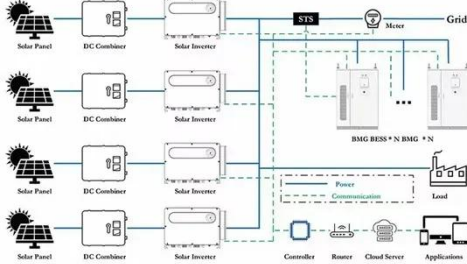 STS
Meter
Grid
Solar Panel DC Combiner Solar Inverter
Solar Panel DC Combiner Solar Inverter
BMG BESS * N BMG * N
Solar Panel DC Combiner Solar Inverter
Power
Communication
Load
Solar Panel DC Combiner Solar Inverter
Controller Router Cloud Server Applications